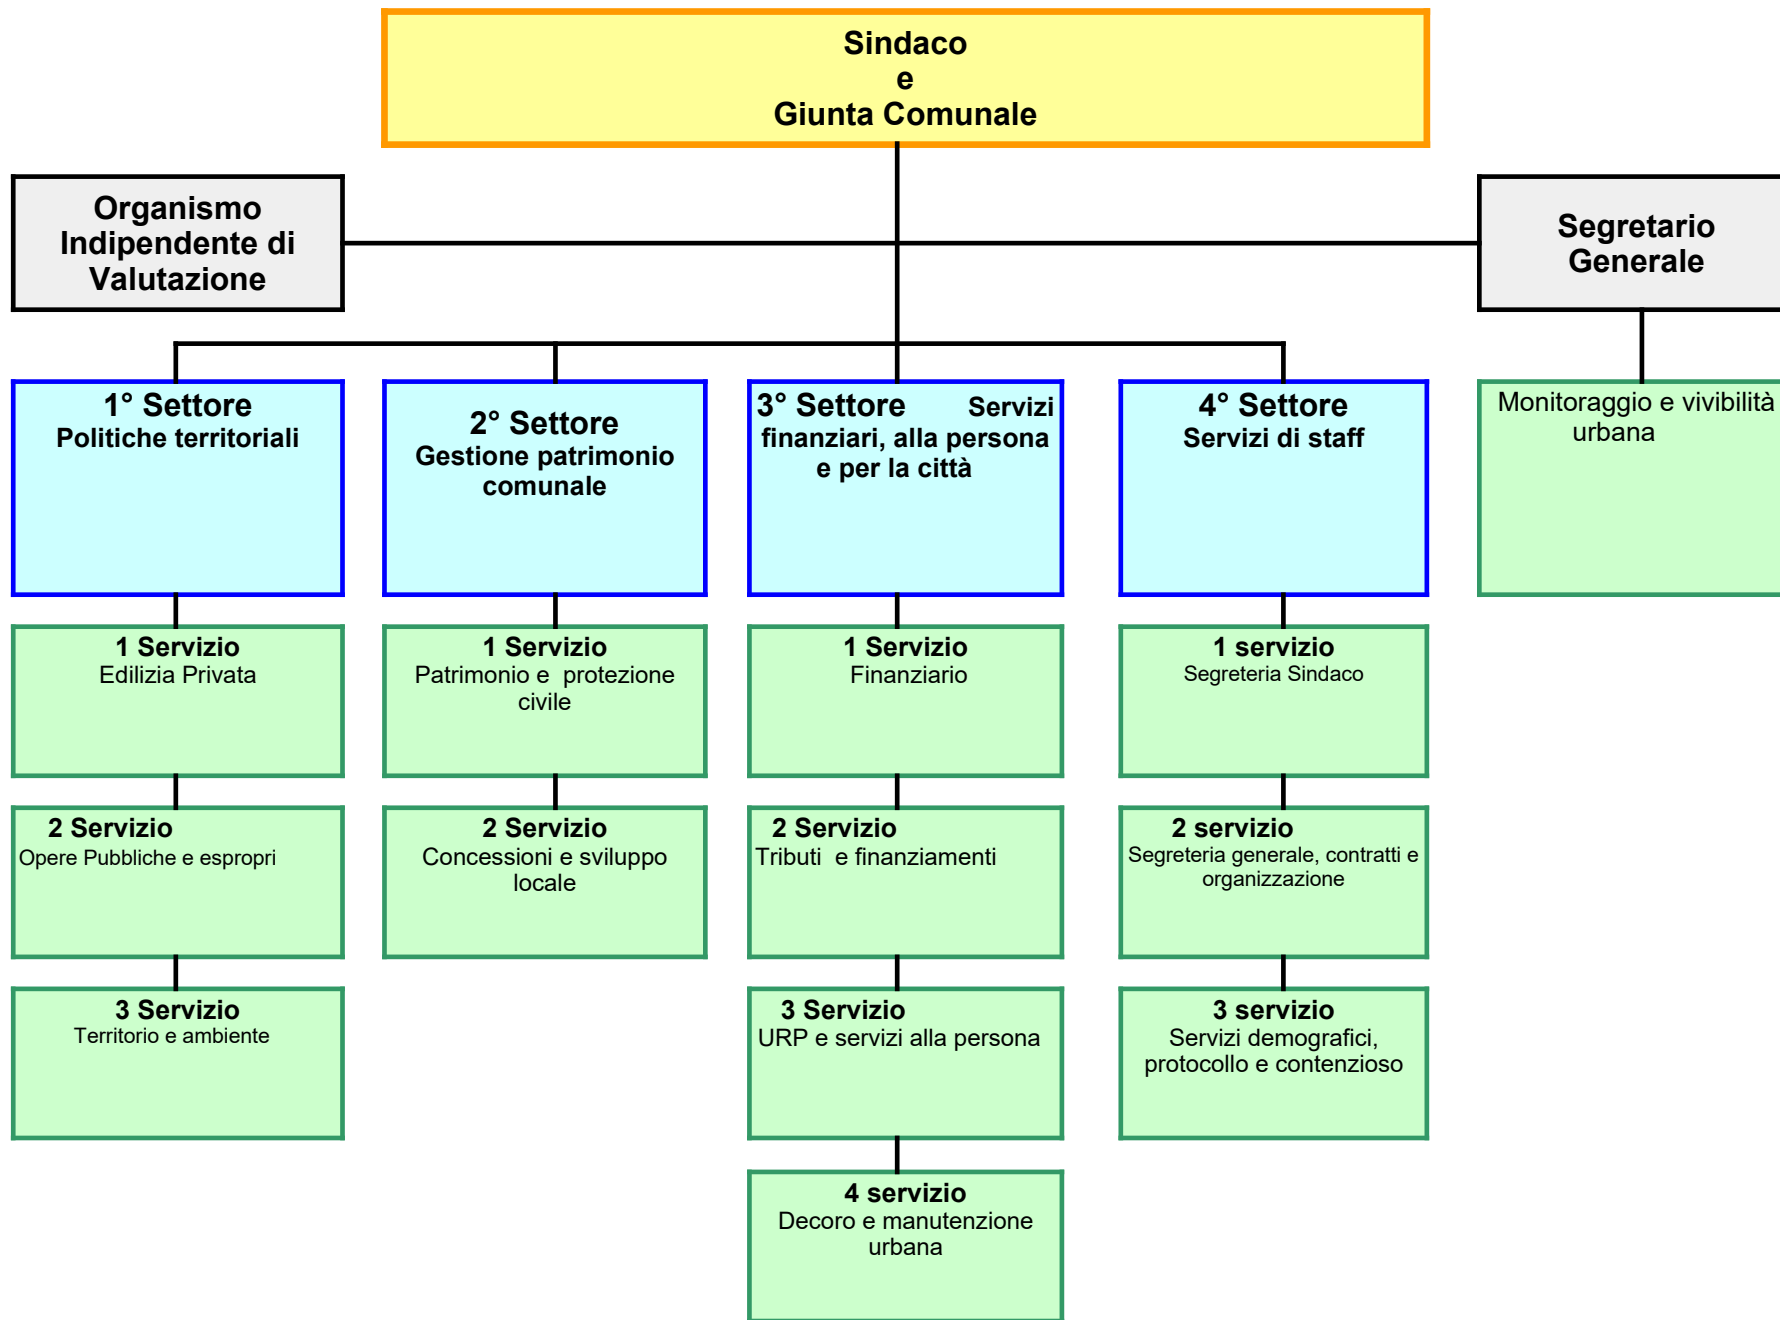 Sindaco
e
Giunta Comunale
Organismo
Indipendente di
Valutazione
Segretario
Generale
1° Settore
Politiche territoriali
2° Settore
Gestione patrimonio
comunale
3° Settore Servizi
finanziari, alla persona
e per la città
4° Settore
Servizi di staff
Monitoraggio e vivibilità
urbana
1 Servizio
Edilizia Privata
1 Servizio
Patrimonio e protezione
civile
1 Servizio
Finanziario
1 servizio
Segreteria Sindaco
2 Servizio
Opere Pubbliche e espropri
2 Servizio
Concessioni e sviluppo
locale
2 Servizio
Tributi e finanziamenti
2 servizio
Segreteria generale, contratti e
organizzazione
3 Servizio
Territorio e ambiente
3 Servizio
URP e servizi alla persona
3 servizio
Servizi demografici,
protocollo e contenzioso
4 servizio
Decoro e manutenzione
urbana